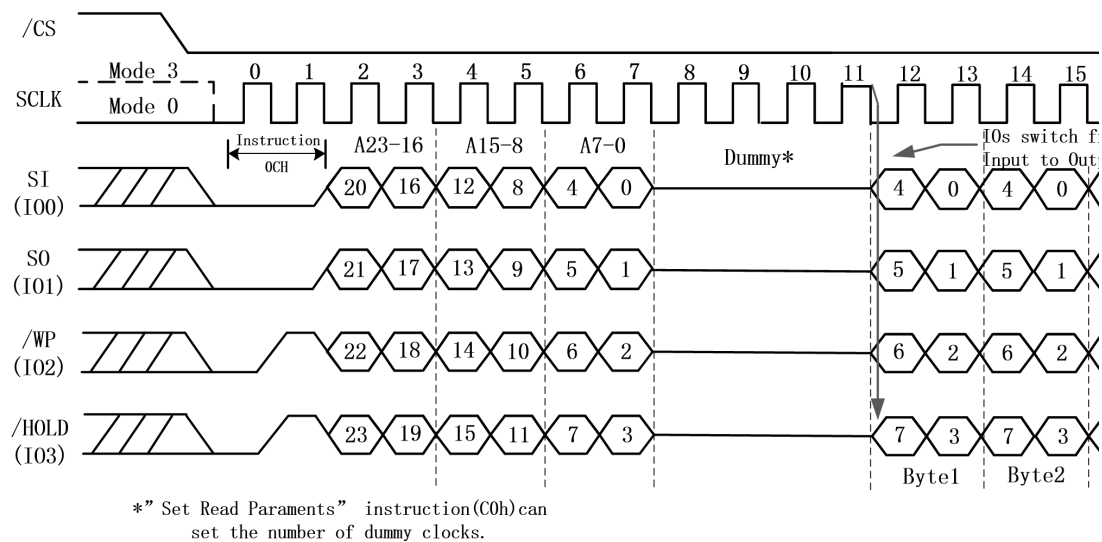 /CS
Mode 3
0 1 2 3 4 5 6 7 8 9 10 11 12 13 14 15
SCLK
Mode 0
Instruction
0CH
A23-16 A15-8 A7-0
Dummy*
IOs switch f
Input to Out
SI
(IO0)
20 16 12 8 4 0 4 0 4 0
SO
(IO1)
21 17 13 9 5 1 5 1 5 1
/WP
(IO2)
22 18 14 10 6 2 6 2 6 2
/HOLD
(IO3)
23 19 15 11 7 3 7 3 7 3
Byte1 Byte2
*” Set Read Paraments” instruction(C0h)can
set the number of dummy clocks.